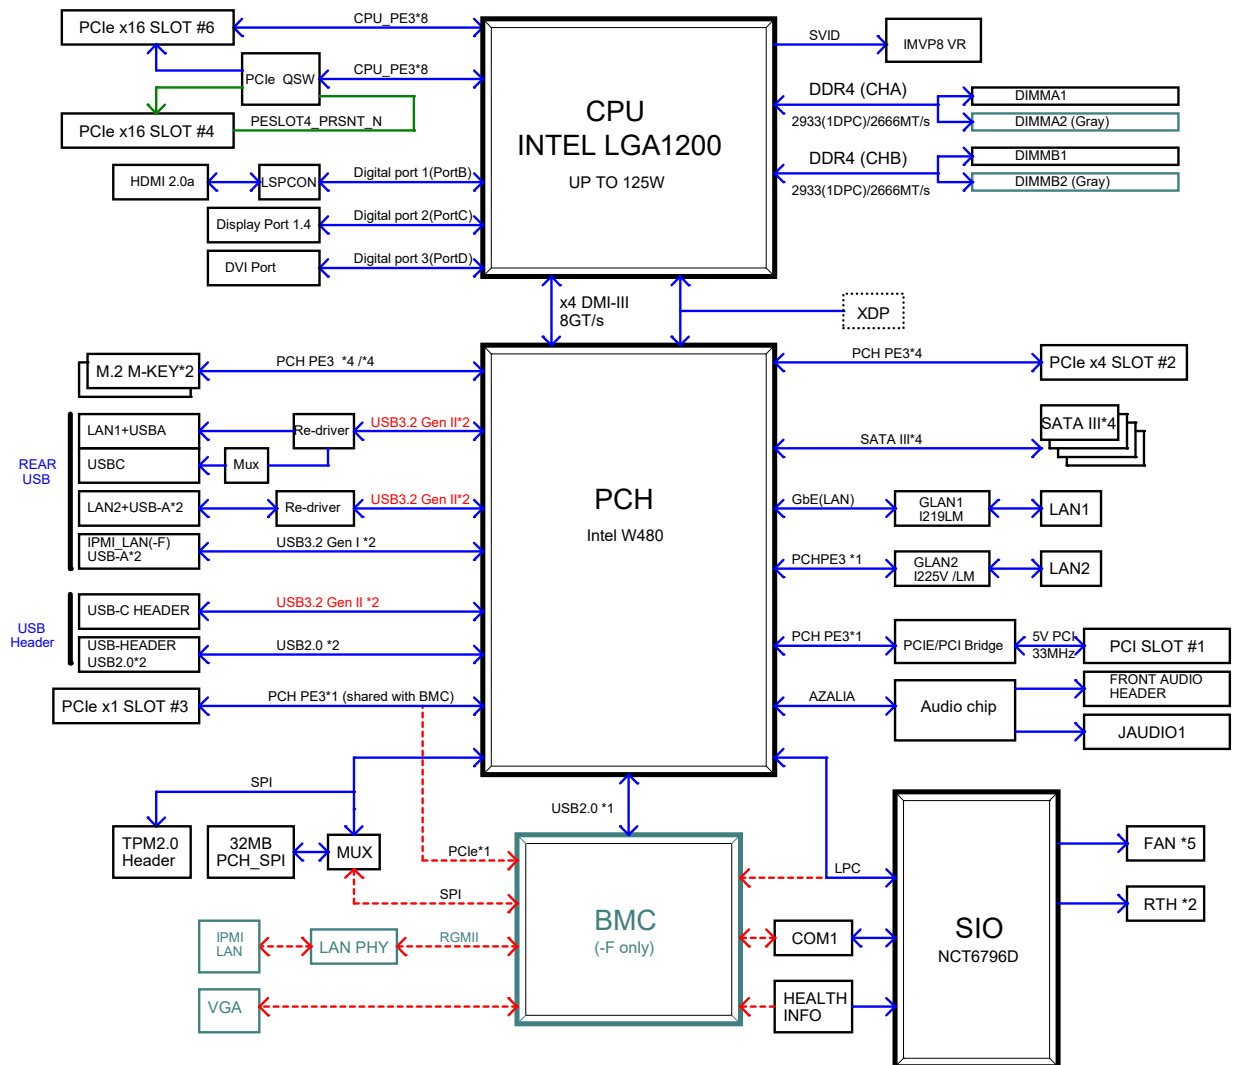 PCIe x16 SLOT #6
CPU_PE3*8
PCIe QSW
CPU_PE3*8
PCIe x16 SLOT #4
PESLOT4_PRSNT_N
HDMI 2.0a
LSPCON
Digital port 1(PortB)
Display Port 1.4
Digital port 2(PortC)
DVI Port
Digital port 3(PortD)
CPU
INTEL LGA1200
UP TO 125W
SVID
IMVP8 VR
DDR4 (CHA)
2933(1DPC)/2666MT/s
DIMMA1
DIMMA2 (Gray)
DDR4 (CHB)
2933(1DPC)/2666MT/s
DIMMB1
DIMMB2 (Gray)
x4 DMI-III
8GT/s
XDP
M.2 M-KEY*2
PCH PE3 *4 /*4
REAR
USB
LAN1+USBA
Re-driver
USB3.2 Gen II*2
USBC
Mux
LAN2+USB-A*2
Re-driver
USB3.2 Gen II*2
IPMI_LAN(-F)
USB-A*2
USB3.2 Gen I *2
USB
Header
USB-C HEADER
USB3.2 Gen II *2
USB-HEADER
USB2.0*2
USB2.0 *2
PCIe x1 SLOT #3
PCH PE3*1 (shared with BMC)
PCH
Intel W480
PCH PE3*4
PCIe x4 SLOT #2
SATA III*4
SATA III*4
GbE(LAN)
GLAN1
I219LM
LAN1
PCHPE3 *1
GLAN2
I225V /LM
LAN2
PCH PE3*1
PCIE/PCI Bridge
5V PCI
33MHz
PCI SLOT #1
AZALIA
Audio chip
FRONT AUDIO
HEADER
JAUDIO1
SPI
TPM2.0
Header
32MB
PCH_SPI
MUX
USB2.0 *1
PCIe*1
SPI
IPMI
LAN
LAN PHY
RGMII
VGA
BMC
(-F only)
LPC
COM1
HEALTH
INFO
SIO
NCT6796D
FAN *5
RTH *2